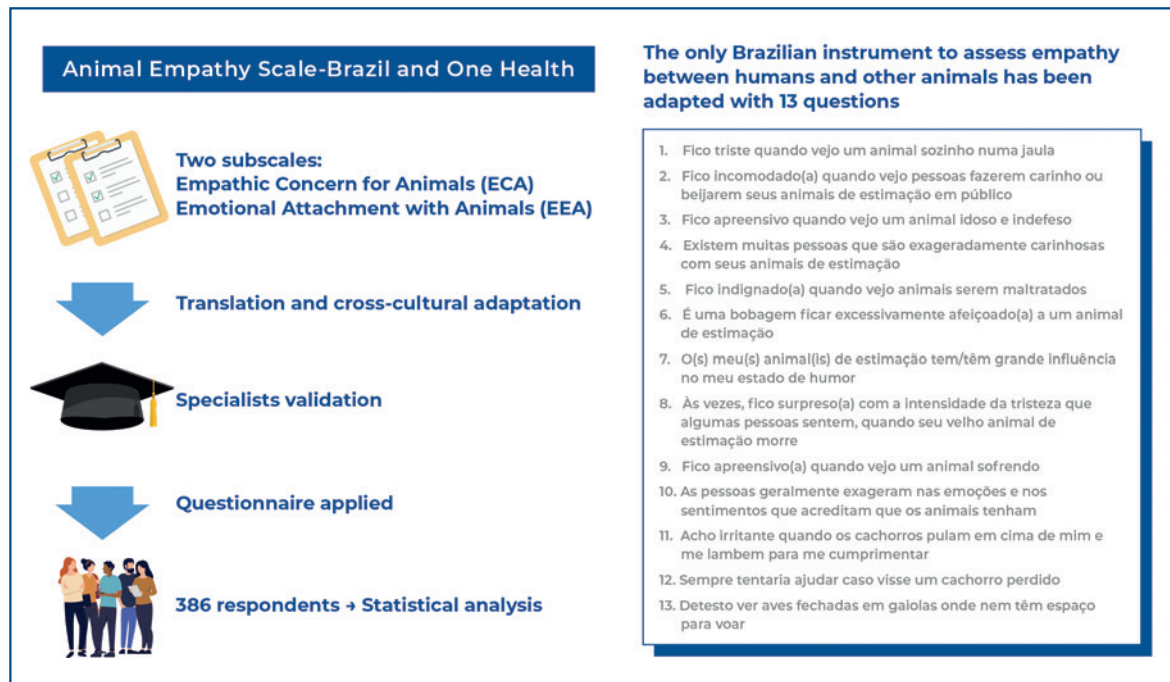 Animal Empathy Scale-Brazil and One Health
Two subscales:
Empathic Concern for Animals (ECA)
Emotional Attachment with Animals (EEA)
Translation and cross-cultural adaptation
Specialists validation
Questionnaire applied
386 respondents → Statistical analysis
The only Brazilian instrument to assess empathy
between humans and other animals has been
adapted with 13 questions
1. Fico triste quando vejo um animal sozinho numa jaula
2. Fico incomodado(a) quando vejo pessoas fazerem carinho ou
beijarem seus animais de estimação em público
3. Fico apreensivo quando vejo um animal idoso e indefeso
4. Existem muitas pessoas que são exageradamente carinhosas
com seus animais de estimação
5. Fico indignado(a) quando vejo animais serem maltratados
6. É uma bobagem ficar excessivamente afeiçoado(a) a um animal
de estimação
7. O(s) meu(s) animal(is) de estimação tem/têm grande influência
no meu estado de humor
8. Às vezes, fico surpreso(a) com a intensidade da tristeza que
algumas pessoas sentem, quando seu velho animal de
estimação morre
9. Fico apreensivo(a) quando vejo um animal sofrendo
10. As pessoas geralmente exageram nas emoções e nos
sentimentos que acreditam que os animais tenham
11. Acho irritante quando os cachorros pulam em cima de mim e
me lambem para me cumprimentar
12. Sempre tentaria ajudar caso visse um cachorro perdido
13. Detesto ver aves fechadas em gaiolas onde nem têm espaço
para voar